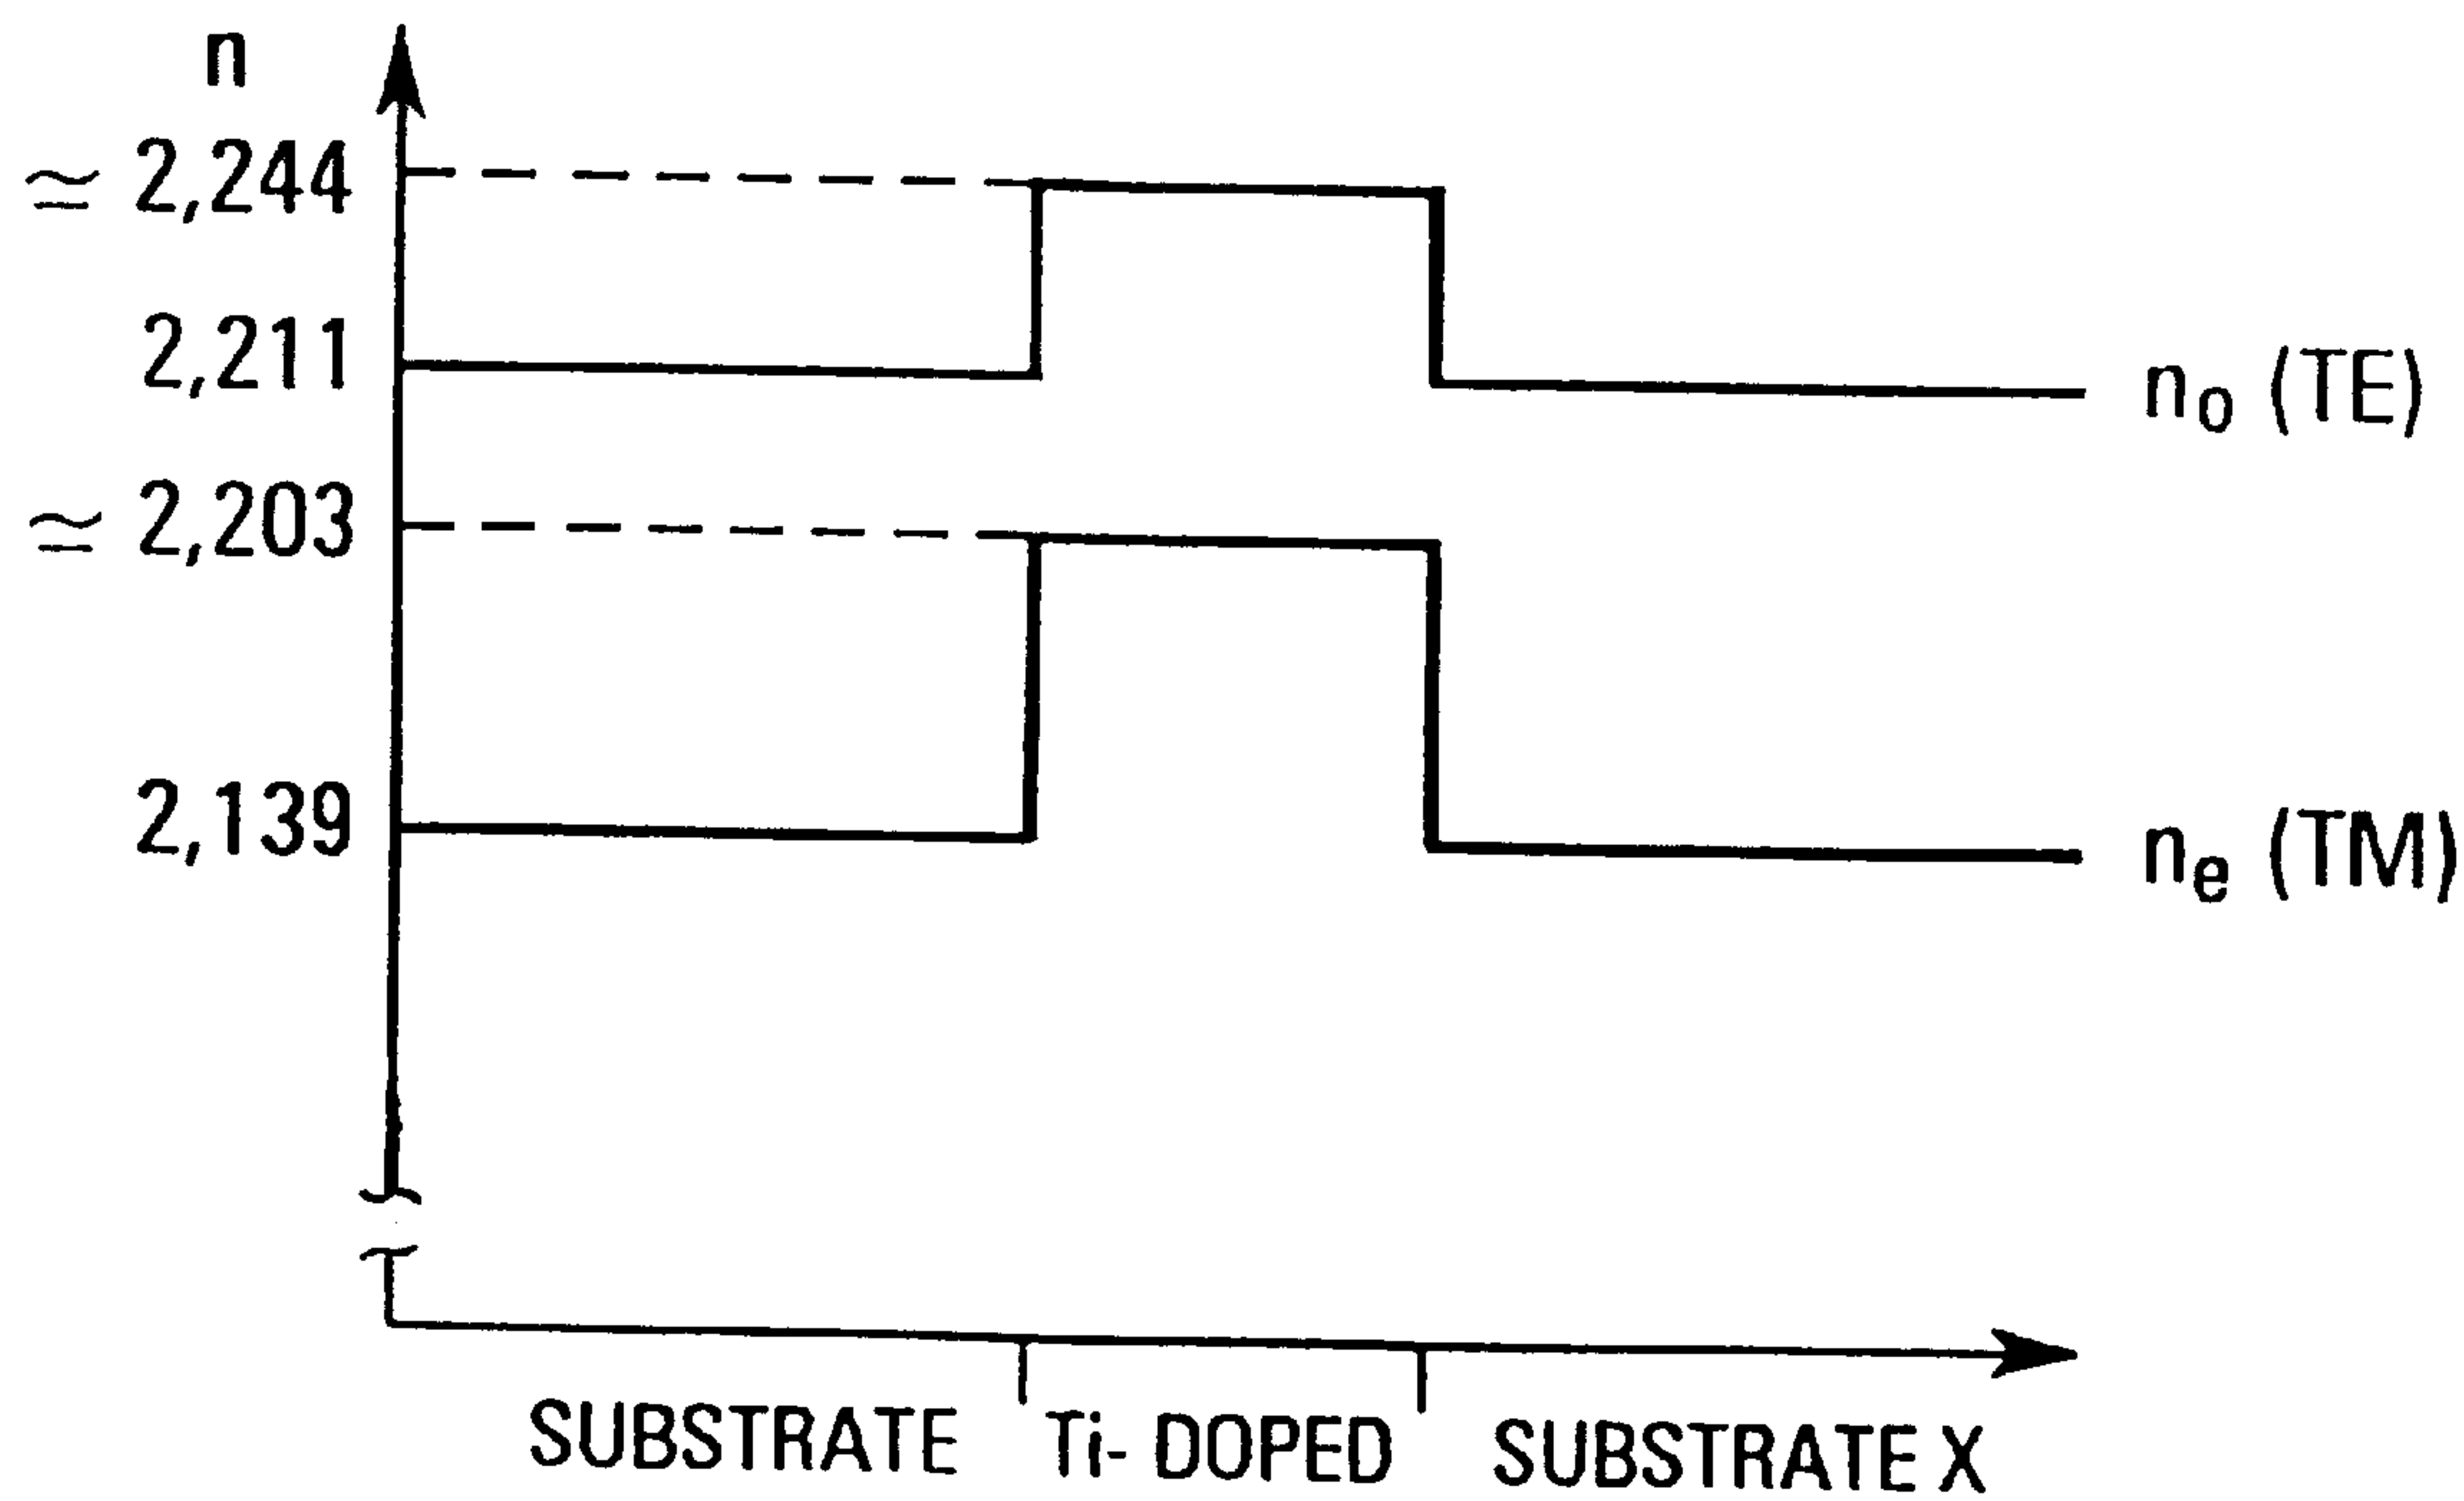 n
≃ 2,244
2,211
n₀ (TE)
≃ 2,203
2,139
nₑ (TM)
SUBSTRATE Ti- DOPED SUBSTRATE X